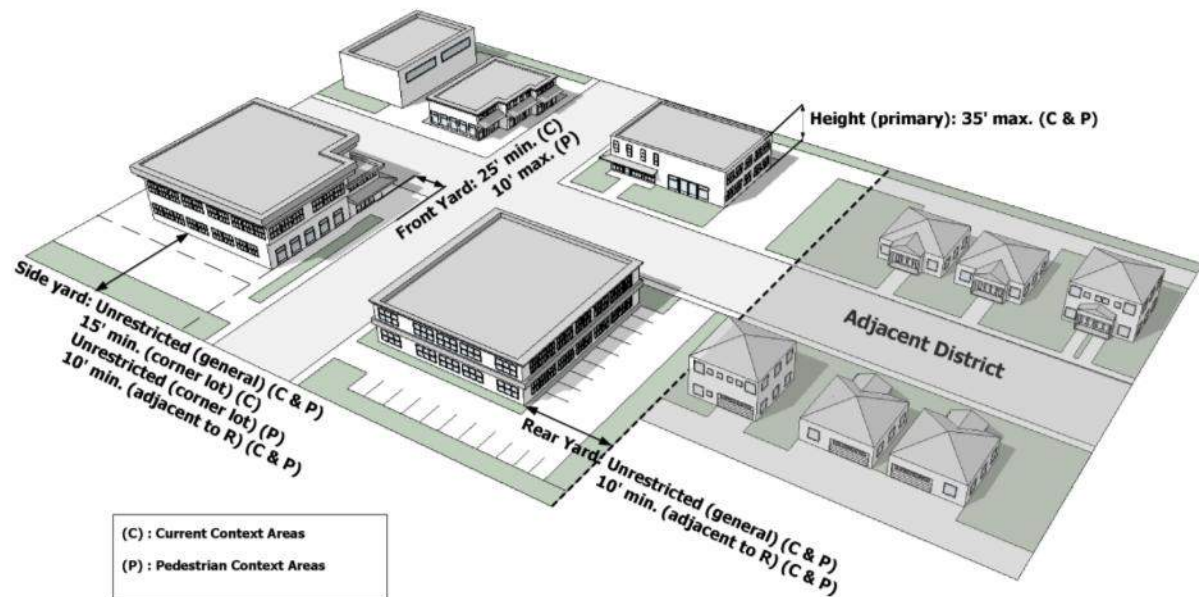 Height (primary): 35' max. (C & P)
Front Yard: 25' min. (C)
10' max. (P)
Side yard: Unrestricted (general) (C & P)
15' min. (corner lot) (C)
Unrestricted (corner lot) (P)
10' min. (adjacent to R) (C & P)
Adjacent District
Rear Yard: Unrestricted (general) (C & P)
10' min. (adjacent to R) (C & P)
(C) : Current Context Areas
(P) : Pedestrian Context Areas